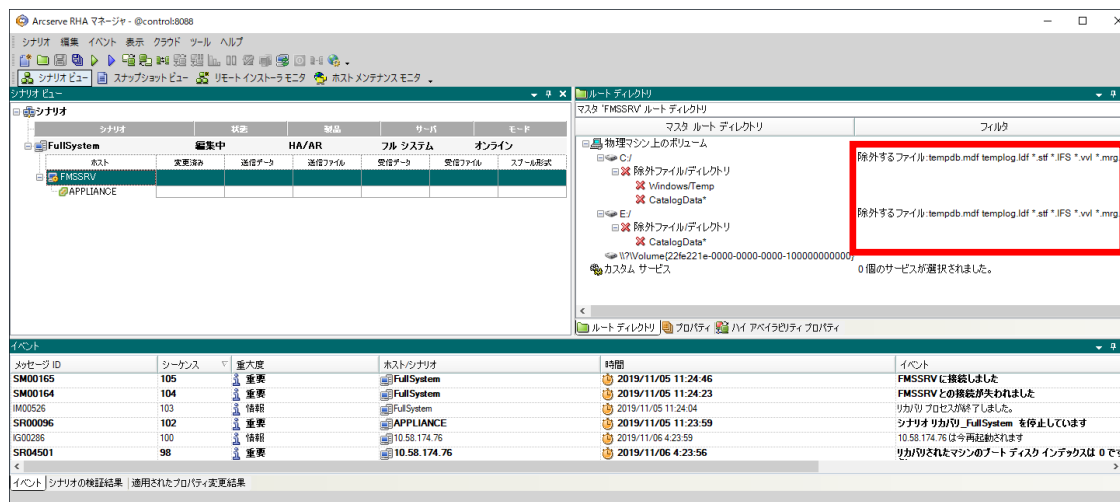 Arcserve RHA マネージャ - @control:8088
シナリオ 編集 イベント 表示 クラウド ツール ヘルプ
シナリオ ビュー スナップショット ビュー リモート インストーラ モニタ ホスト メンテナンス モニタ
シナリオ ビュー
シナリオ
シナリオ 状態 製品 サーバ モード
FullSystem 編集中 HA/AR フル システム オンライン
ホスト 変更済み 送信データ 送信ファイル 受信データ 受信ファイル スプール形式
FMSSRV
APPLIANCE
ルート ディレクトリ
マスタ 'FMSSRV' ルート ディレクトリ
マスタ ルート ディレクトリ フィルタ
物理マシン上のボリューム
C:/ 除外するファイル:tempdb.mdf templog.ldf *.stf *.IFS *.vvl *.mrg
除外ファイル/ディレクトリ
Windows/Temp
CatalogData*
E:/ 除外するファイル:tempdb.mdf templog.ldf *.stf *.IFS *.vvl *.mrg
除外ファイル/ディレクトリ
CatalogData*
\\?\Volume{22fe221e-0000-0000-0000-100000000000}
カスタム サービス 0 個のサービスが選択されました。
ルート ディレクトリ プロパティ ハイ アベイラビリティ プロパティ
イベント
メッセージ ID シーケンス 重大度 ホスト/シナリオ 時間 イベント
SM00165 105 重要 FullSystem 2019/11/05 11:24:46 FMSSRV に接続しました
SM00164 104 重要 FullSystem 2019/11/05 11:24:23 FMSSRV との接続が失われました
IM00526 103 情報 FullSystem 2019/11/05 11:24:04 リカバリ プロセスが終了しました。
SR00096 102 重要 APPLIANCE 2019/11/05 11:23:59 シナリオ リカバリ_FullSystem を停止しています
IG00286 100 情報 10.58.174.76 2019/11/06 4:23:59 10.58.174.76 は今再起動されます
SR04501 98 重要 10.58.174.76 2019/11/06 4:23:56 リカバリされたマシンのブート ディスク インデックスは 0 です
イベント シナリオの検証結果 適用されたプロパティ変更結果